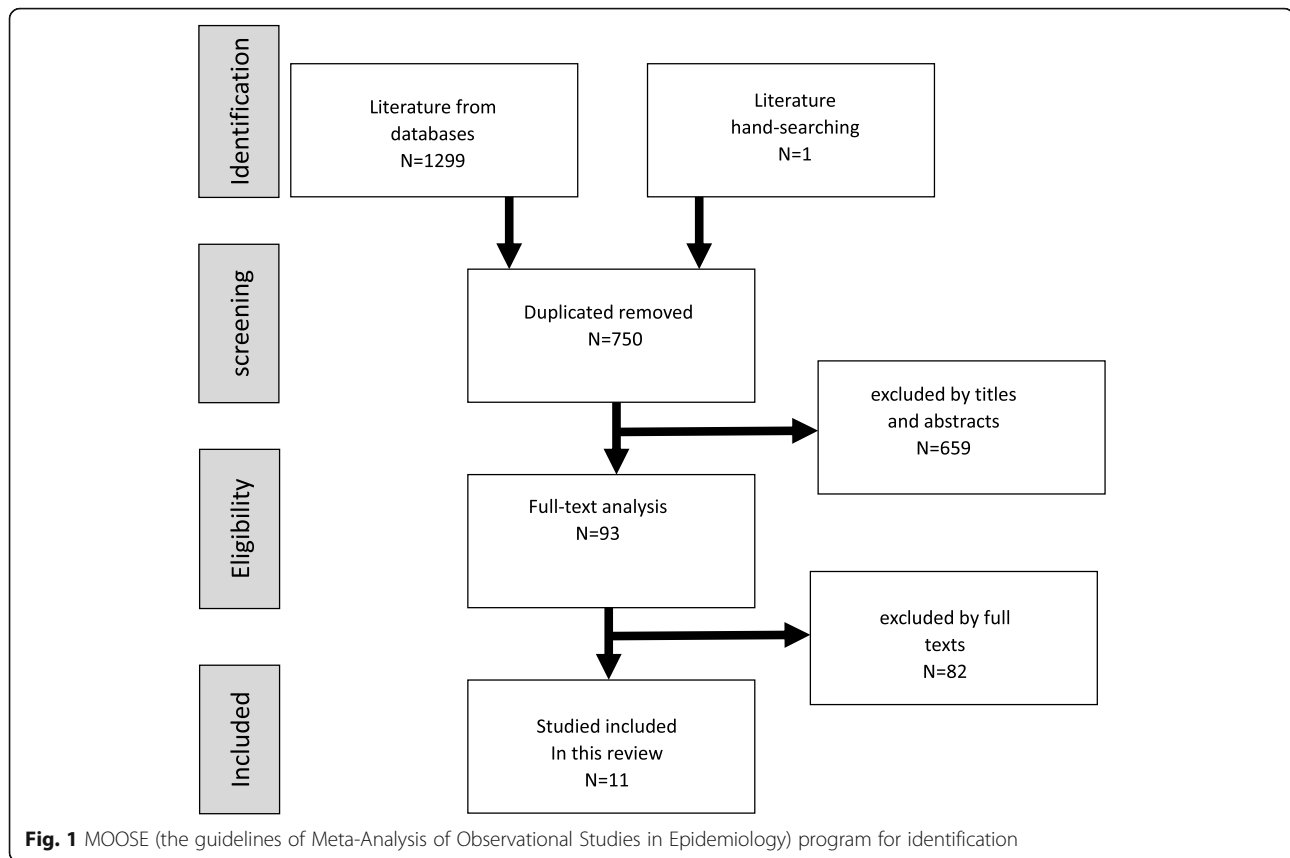 Identification
Literature from
databases
N=1299
Literature
hand-searching
N=1
screening
Duplicated removed
N=750
excluded by titles
and abstracts
N=659
Eligibility
Full-text analysis
N=93
excluded by full
texts
N=82
Included
Studied included
In this review
N=11
Fig. 1 MOOSE (the guidelines of Meta-Analysis of Observational Studies in Epidemiology) program for identification